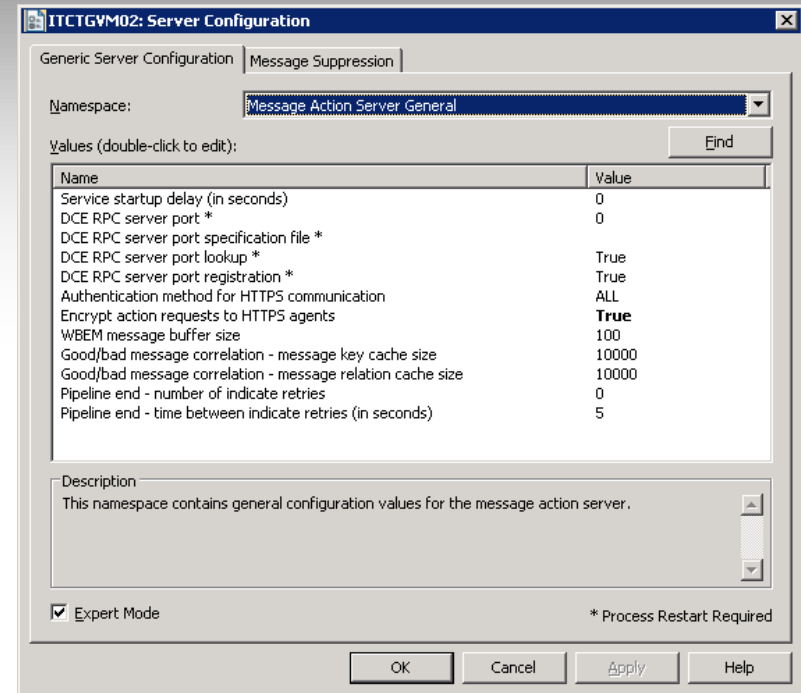 ITCTGVM02: Server Configuration
Generic Server Configuration Message Suppression
Namespace: Message Action Server General
Values (double-click to edit): Find
Name Value
Service startup delay (in seconds) 0
DCE RPC server port * 0
DCE RPC server port specification file *
DCE RPC server port lookup * True
DCE RPC server port registration * True
Authentication method for HTTPS communication ALL
Encrypt action requests to HTTPS agents True
WBEM message buffer size 100
Good/bad message correlation - message key cache size 10000
Good/bad message correlation - message relation cache size 10000
Pipeline end - number of indicate retries 0
Pipeline end - time between indicate retries (in seconds) 5
Description
This namespace contains general configuration values for the message action server.
Expert Mode * Process Restart Required
OK Cancel Apply Help